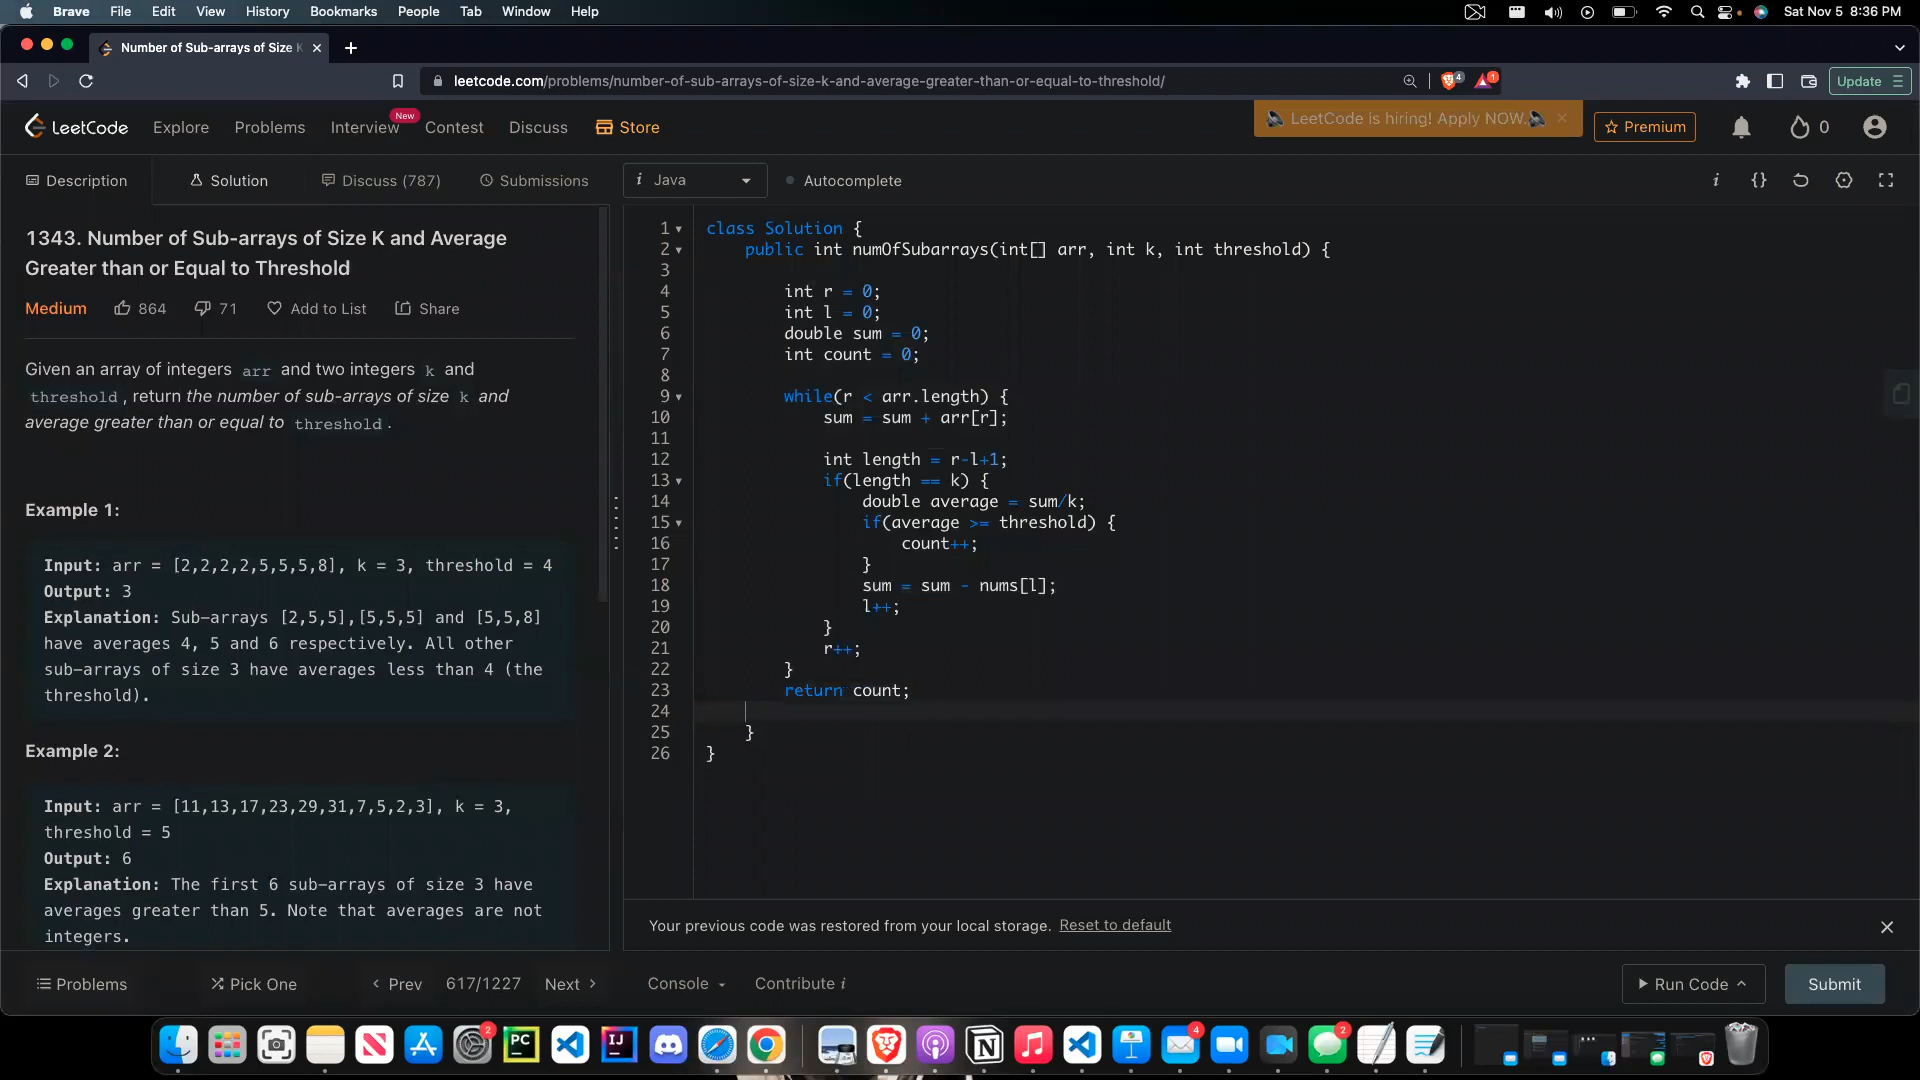 Brave File Edit View History Bookmarks People Tab Window Help
Sat Nov 5 8:36 PM
Number of Sub-arrays of Size K
leetcode.com/problems/number-of-sub-arrays-of-size-k-and-average-greater-than-or-equal-to-threshold/
4
1
Update
LeetCode Explore Problems Interview New Contest Discuss Store
LeetCode is hiring! Apply NOW.
Premium
0
Description Solution Discuss (787) Submissions
i Java Autocomplete
1343. Number of Sub-arrays of Size K and Average
Greater than or Equal to Threshold
Medium 864 71 Add to List Share
Given an array of integers arr and two integers k and
threshold, return the number of sub-arrays of size k and
average greater than or equal to threshold.
Example 1:
Input: arr = [2,2,2,2,5,5,5,8], k = 3, threshold = 4
Output: 3
Explanation: Sub-arrays [2,5,5],[5,5,5] and [5,5,8]
have averages 4, 5 and 6 respectively. All other
sub-arrays of size 3 have averages less than 4 (the
threshold).
Example 2:
Input: arr = [11,13,17,23,29,31,7,5,2,3], k = 3,
threshold = 5
Output: 6
Explanation: The first 6 sub-arrays of size 3 have
averages greater than 5. Note that averages are not
integers.
1 class Solution {
2 public int numOfSubarrays(int[] arr, int k, int threshold) {
3
4 int r = 0;
5 int l = 0;
6 double sum = 0;
7 int count = 0;
8
9 while(r < arr.length) {
10 sum = sum + arr[r];
11
12 int length = r-l+1;
13 if(length == k) {
14 double average = sum/k;
15 if(average >= threshold) {
16 count++;
17 }
18 sum = sum - nums[l];
19 l++;
20 }
21 r++;
22 }
23 return count;
24
25 }
26 }
Your previous code was restored from your local storage. Reset to default
Problems Pick One Prev 617/1227 Next Console Contribute i
Run Code Submit
2 PC IJ 4 2